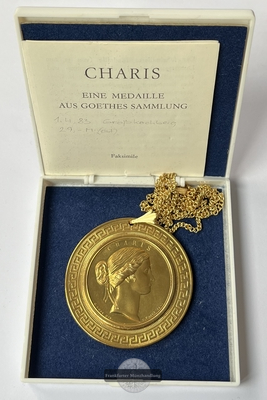 CHARIS
EINE MEDAILLE
AUS GOETHES SAMMLUNG
Faksimile
CHARIS
Frankfurter Münzhandlung